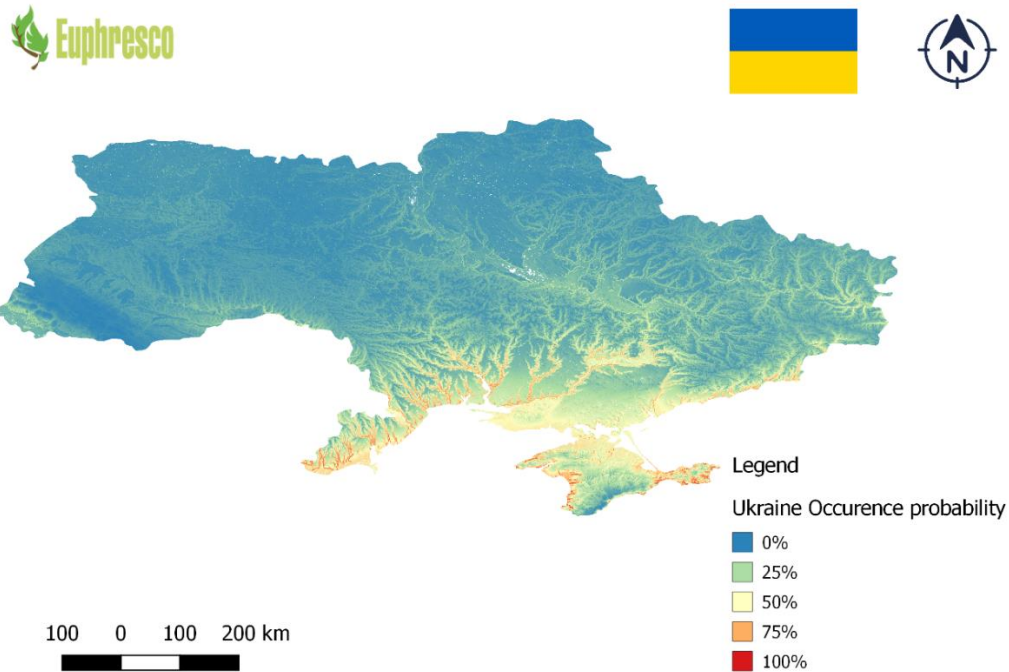 Euphresco
N
Legend
Ukraine Occurence probability
0%
25%
50%
75%
100%
100 0 100 200 km